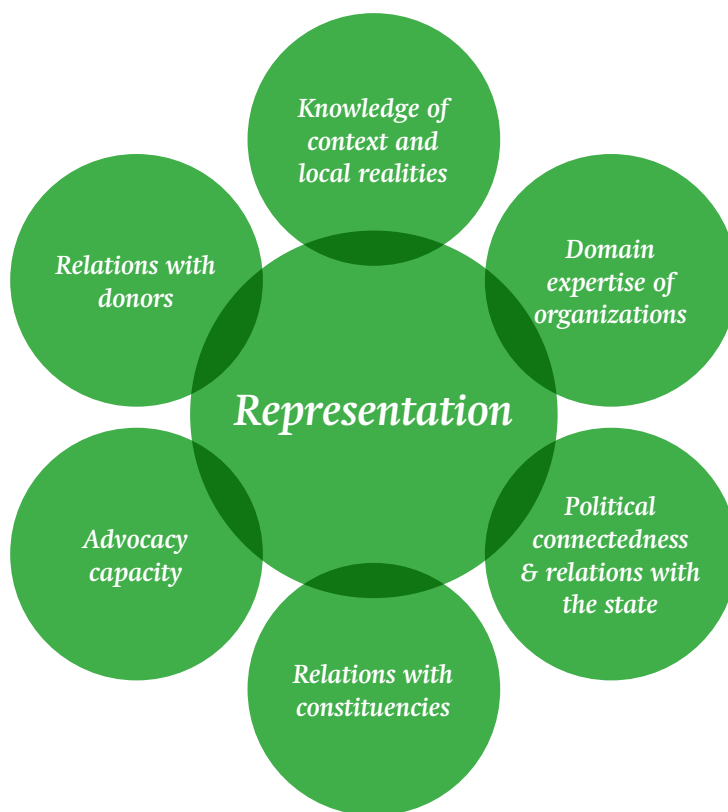 Knowledge of
context and
local realities
Relations with
donors
Domain
expertise of
organizations
Representation
Advocacy
capacity
Political
connectedness
& relations with
the state
Relations with
constituencies